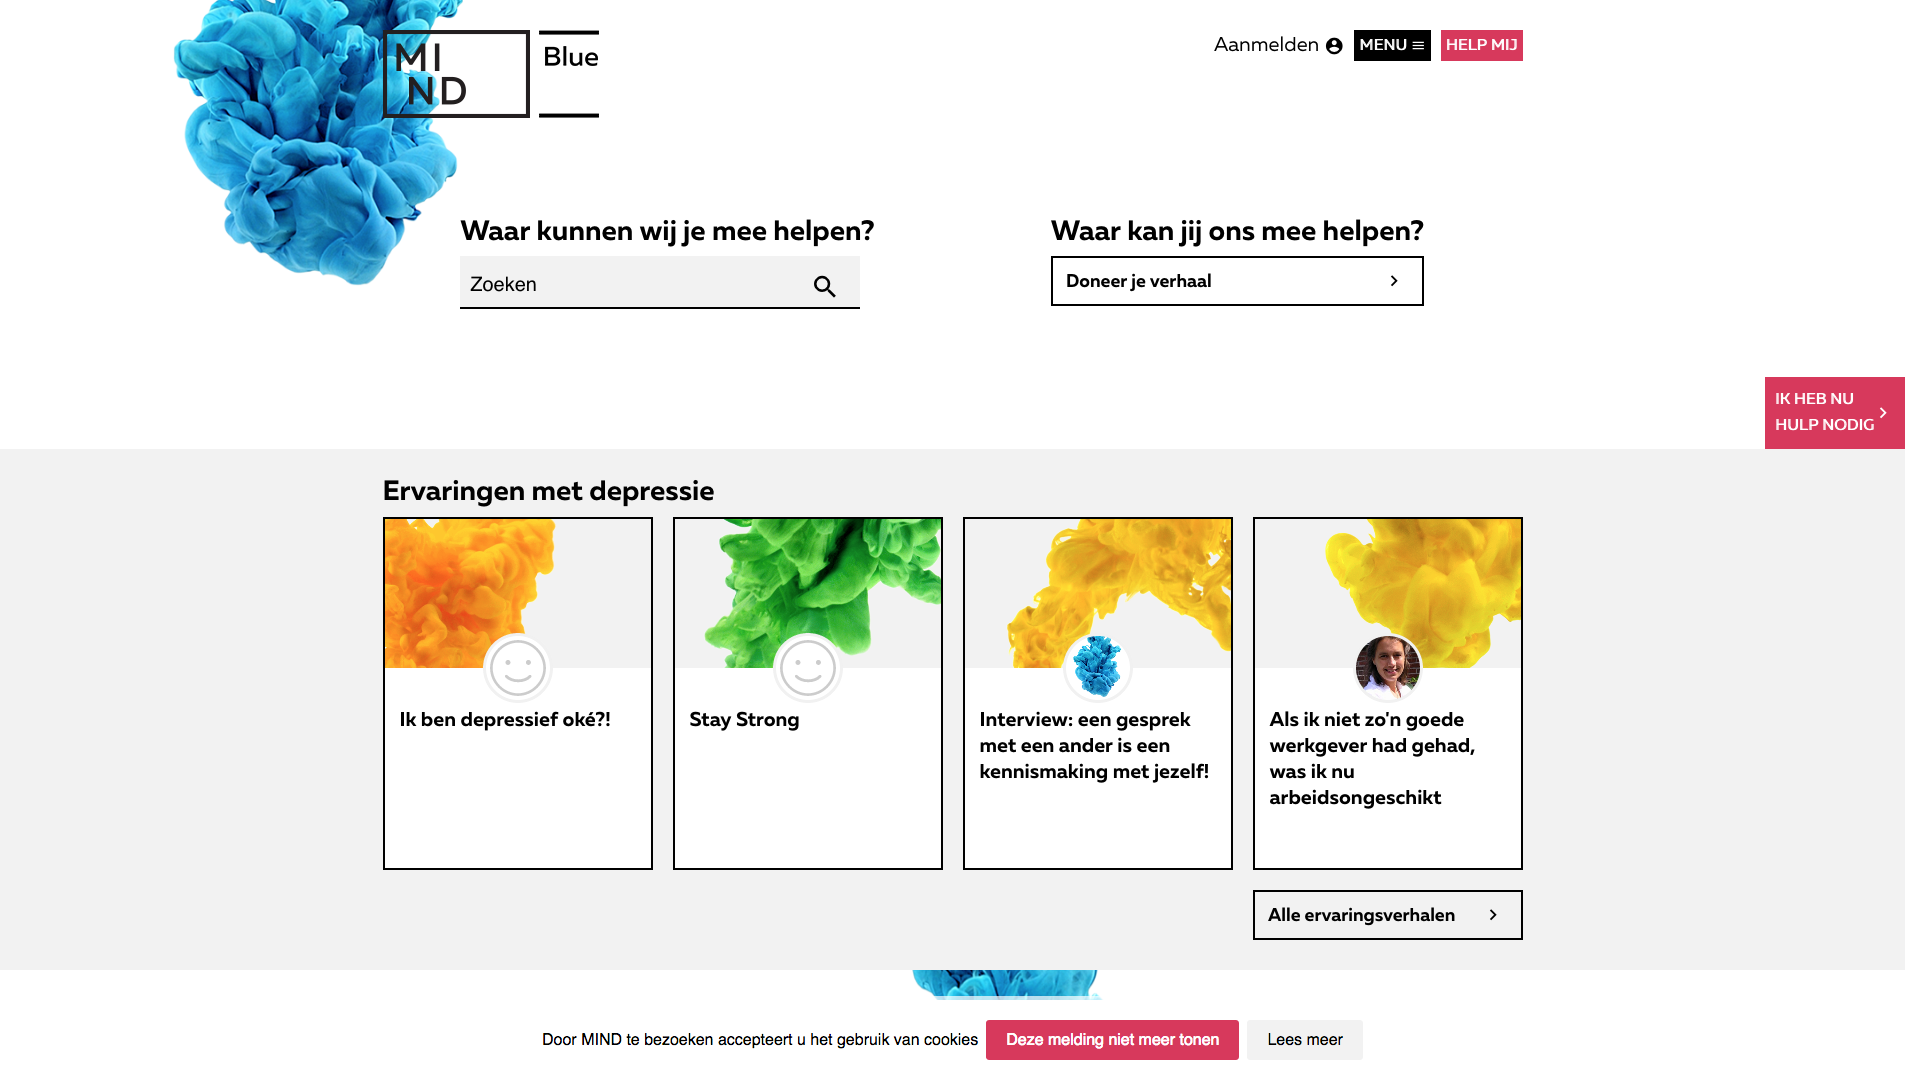 MI
ND
Blue
Aanmelden
MENU
HELP MIJ
Waar kunnen wij je mee helpen?
Zoeken
Waar kan jij ons mee helpen?
Doneer je verhaal
IK HEB NU
HULP NODIG
Ervaringen met depressie
Ik ben depressief oké?!
Stay Strong
Interview: een gesprek
met een ander is een
kennismaking met jezelf!
Als ik niet zo'n goede
werkgever had gehad,
was ik nu
arbeidsongeschikt
Alle ervaringsverhalen
Door MIND te bezoeken accepteert u het gebruik van cookies
Deze melding niet meer tonen
Lees meer